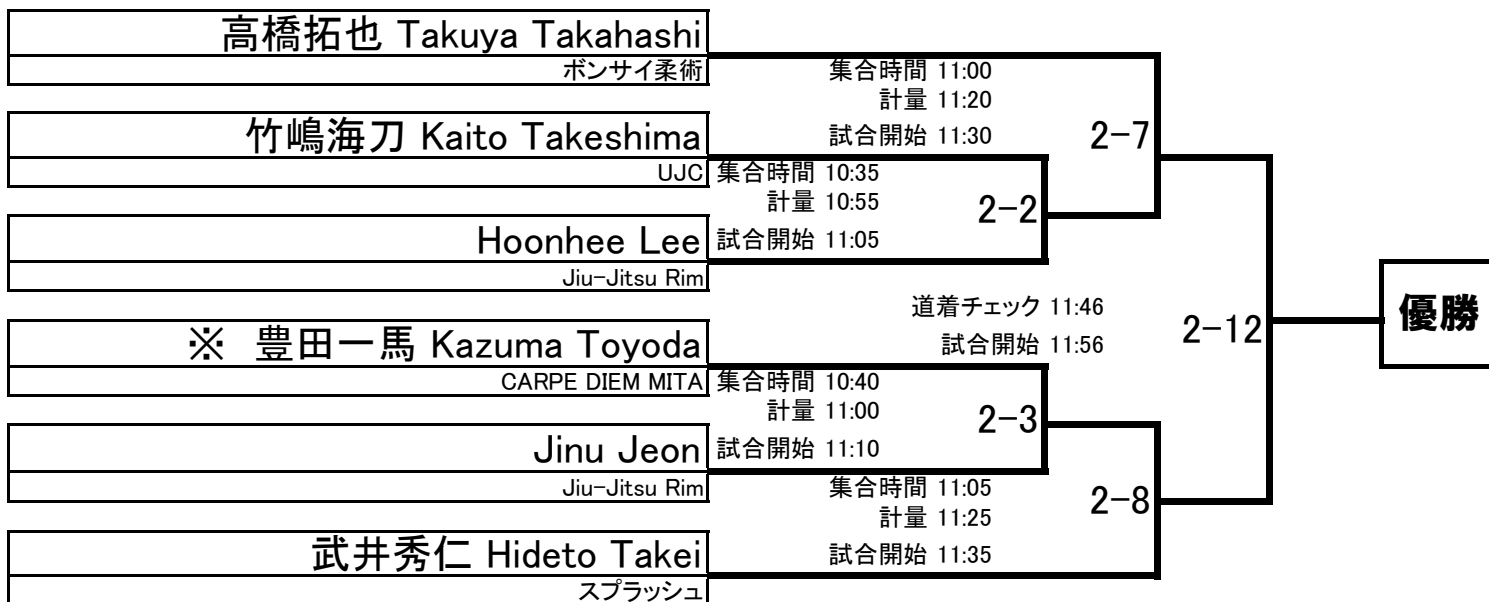 高橋拓也 Takuya Takahashi
ボンサイ柔術
集合時間 11:00
計量 11:20
試合開始 11:30
2-7
竹嶋海刀 Kaito Takeshima
UJC
集合時間 10:35
計量 10:55
試合開始 11:05
2-2
Hoonhee Lee
Jiu-Jitsu Rim
道着チェック 11:46
試合開始 11:56
2-12
優勝
※ 豊田一馬 Kazuma Toyoda
CARPE DIEM MITA
集合時間 10:40
計量 11:00
試合開始 11:10
2-3
Jinu Jeon
Jiu-Jitsu Rim
集合時間 11:05
計量 11:25
試合開始 11:35
2-8
武井秀仁 Hideto Takei
スプラッシュ